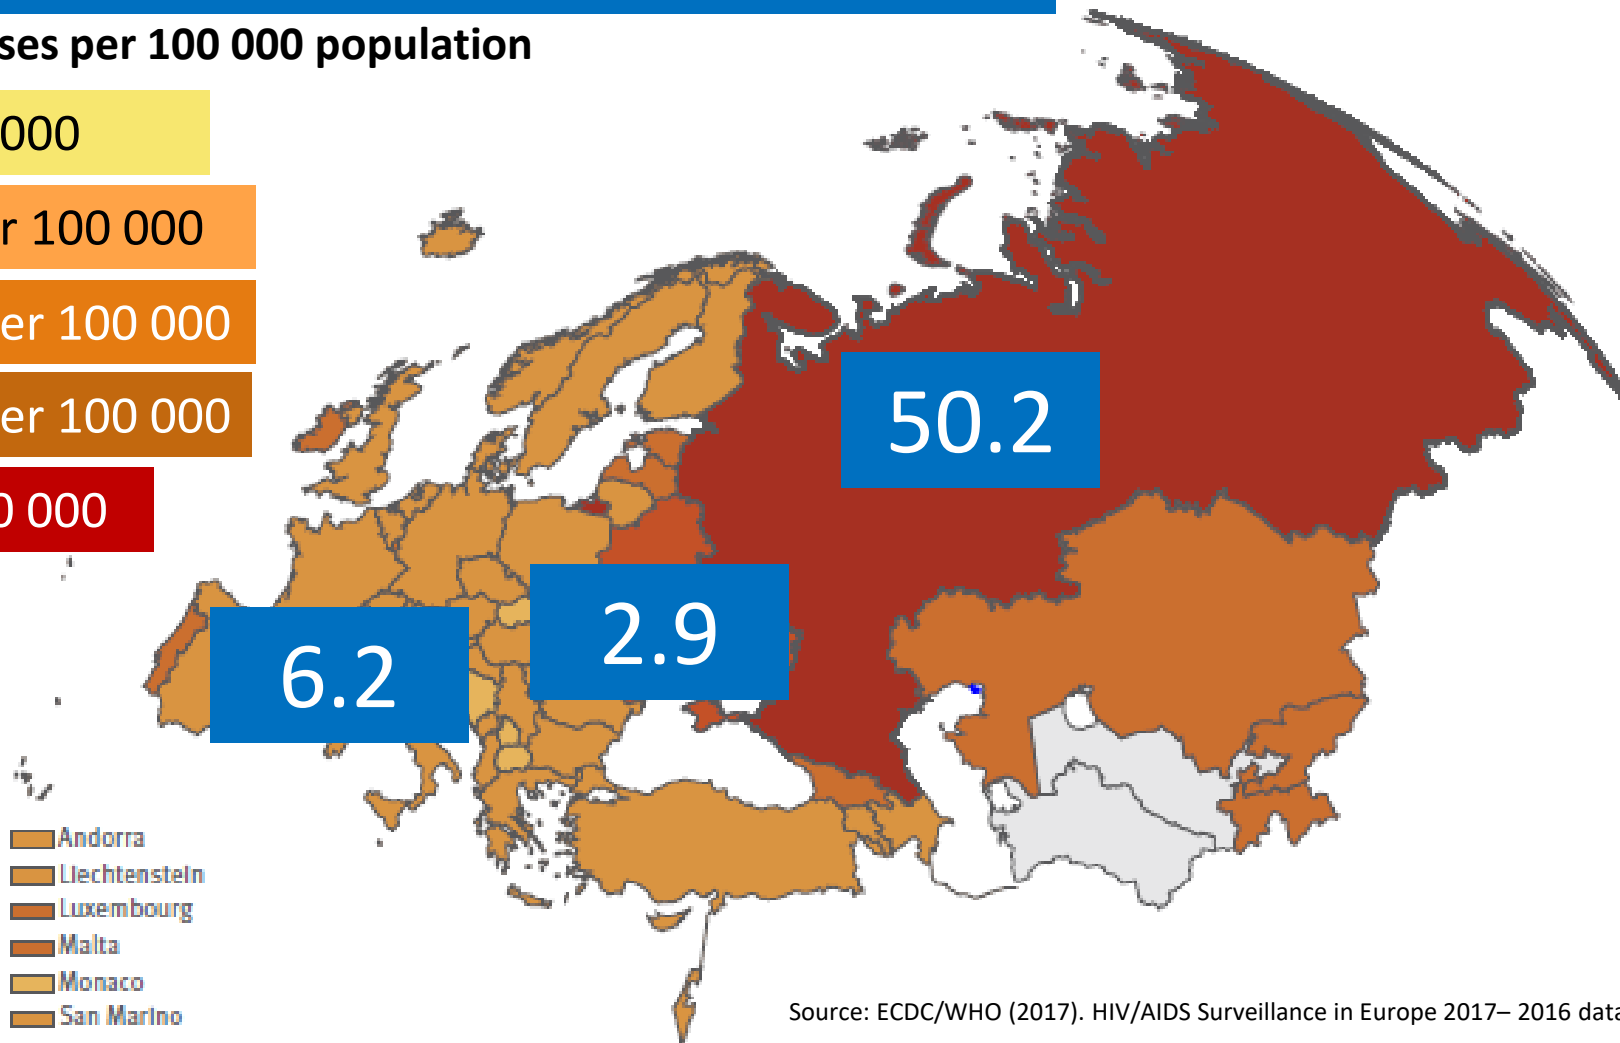 ses per 100 000 population
000
r 100 000
er 100 000
er 100 000
0 000
50.2
2.9
6.2
Andorra
Liechtenstein
Luxembourg
Malta
Monaco
San Marino
Source: ECDC/WHO (2017). HIV/AIDS Surveillance in Europe 2017– 2016 data